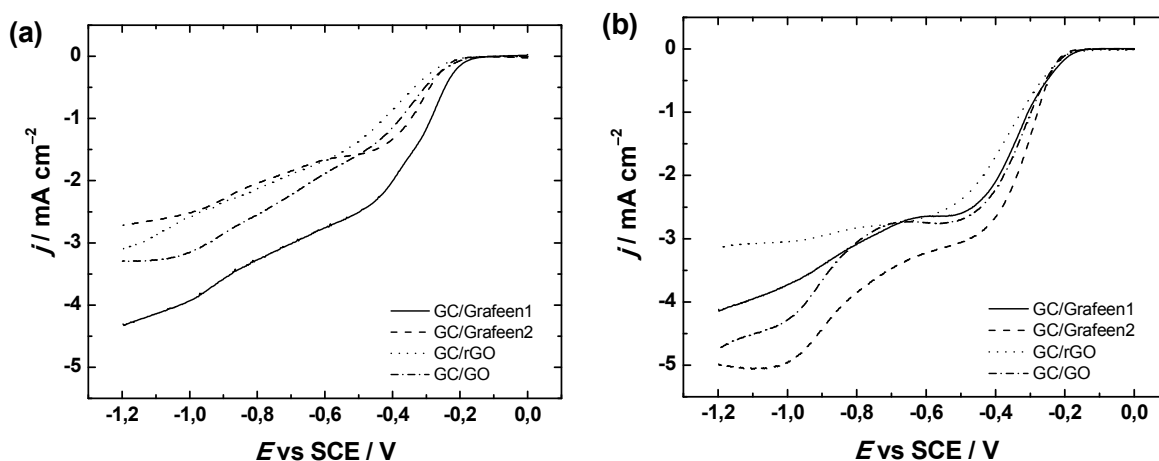 (a)
0
-1
-2
-3
-4
-5
j / mA cm⁻²
GC/Grafeen1
GC/Grafeen2
GC/rGO
GC/GO
-1,2 -1,0 -0,8 -0,6 -0,4 -0,2 0,0
E vs SCE / V
(b)
0
-1
-2
-3
-4
-5
j / mA cm⁻²
GC/Grafeen1
GC/Grafeen2
GC/rGO
GC/GO
-1,2 -1,0 -0,8 -0,6 -0,4 -0,2 0,0
E vs SCE / V